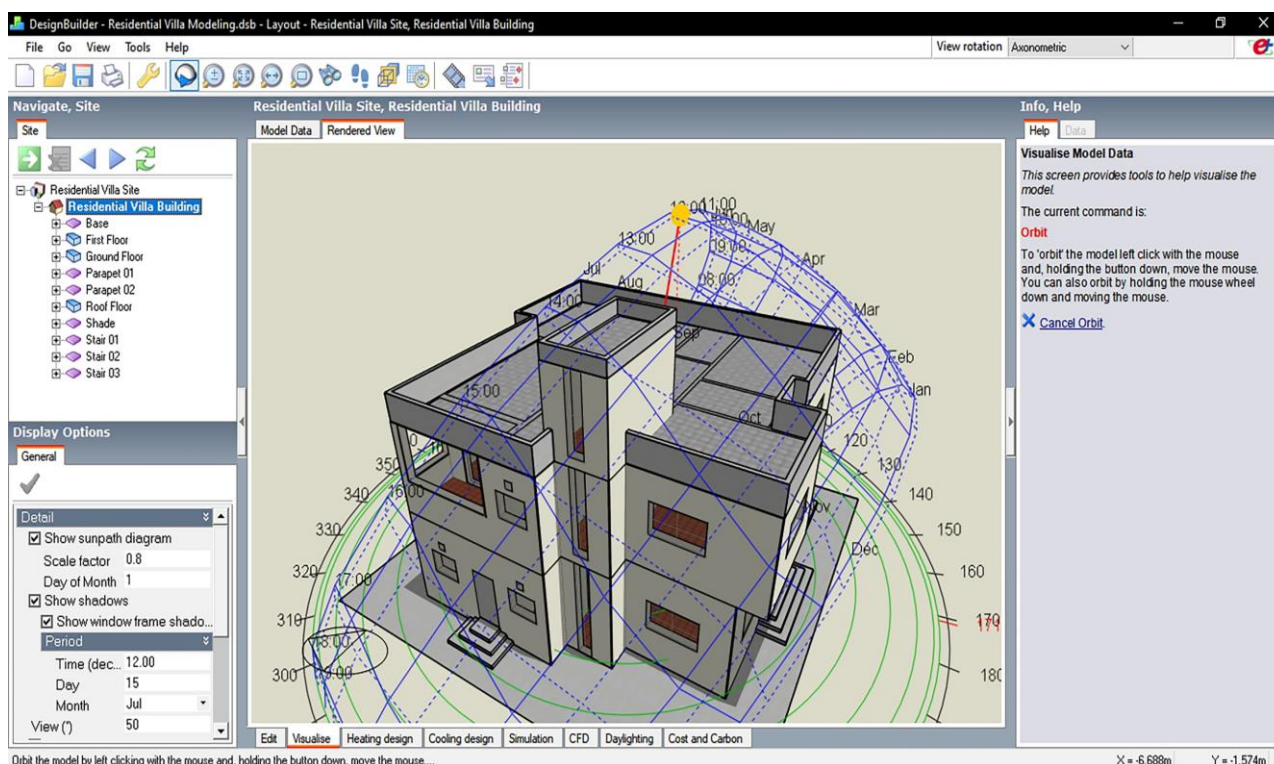 DesignBuilder - Residential Villa Modeling.dsb - Layout - Residential Villa Site, Residential Villa Building
File Go View Tools Help
View rotation Axonometric
Navigate, Site
Site
Residential Villa Site
Residential Villa Building
Base
First Floor
Ground Floor
Parapet 01
Parapet 02
Roof Floor
Shade
Stair 01
Stair 02
Stair 03
Display Options
General
Detail
Show sunpath diagram
Scale factor 0.8
Day of Month 1
Show shadows
Show window frame shado...
Period
Time (dec... 12.00
Day 15
Month Jul
View (°) 50
Residential Villa Site, Residential Villa Building
Model Data Rendered View
11:00
May
13:00
09:00
Apr
Jul
Aug
08:00
14:00
Mar
Sep
Feb
15:00
Jan
Oct
120
350
130
340
16:00
140
Nov
330
150
Dec
320
17:00
160
310
170
18:00
300
180
Edit Visualise Heating design Cooling design Simulation CFD Daylighting Cost and Carbon
Info, Help
Help Data
Visualise Model Data
This screen provides tools to help visualise the
model.
The current command is:
Orbit
To 'orbit' the model left click with the mouse
and, holding the button down, move the mouse.
You can also orbit by holding the mouse wheel
down and moving the mouse.
Cancel Orbit.
Orbit the model by left clicking with the mouse and, holding the button down, move the mouse....
X = -6.688m Y = -1.574m